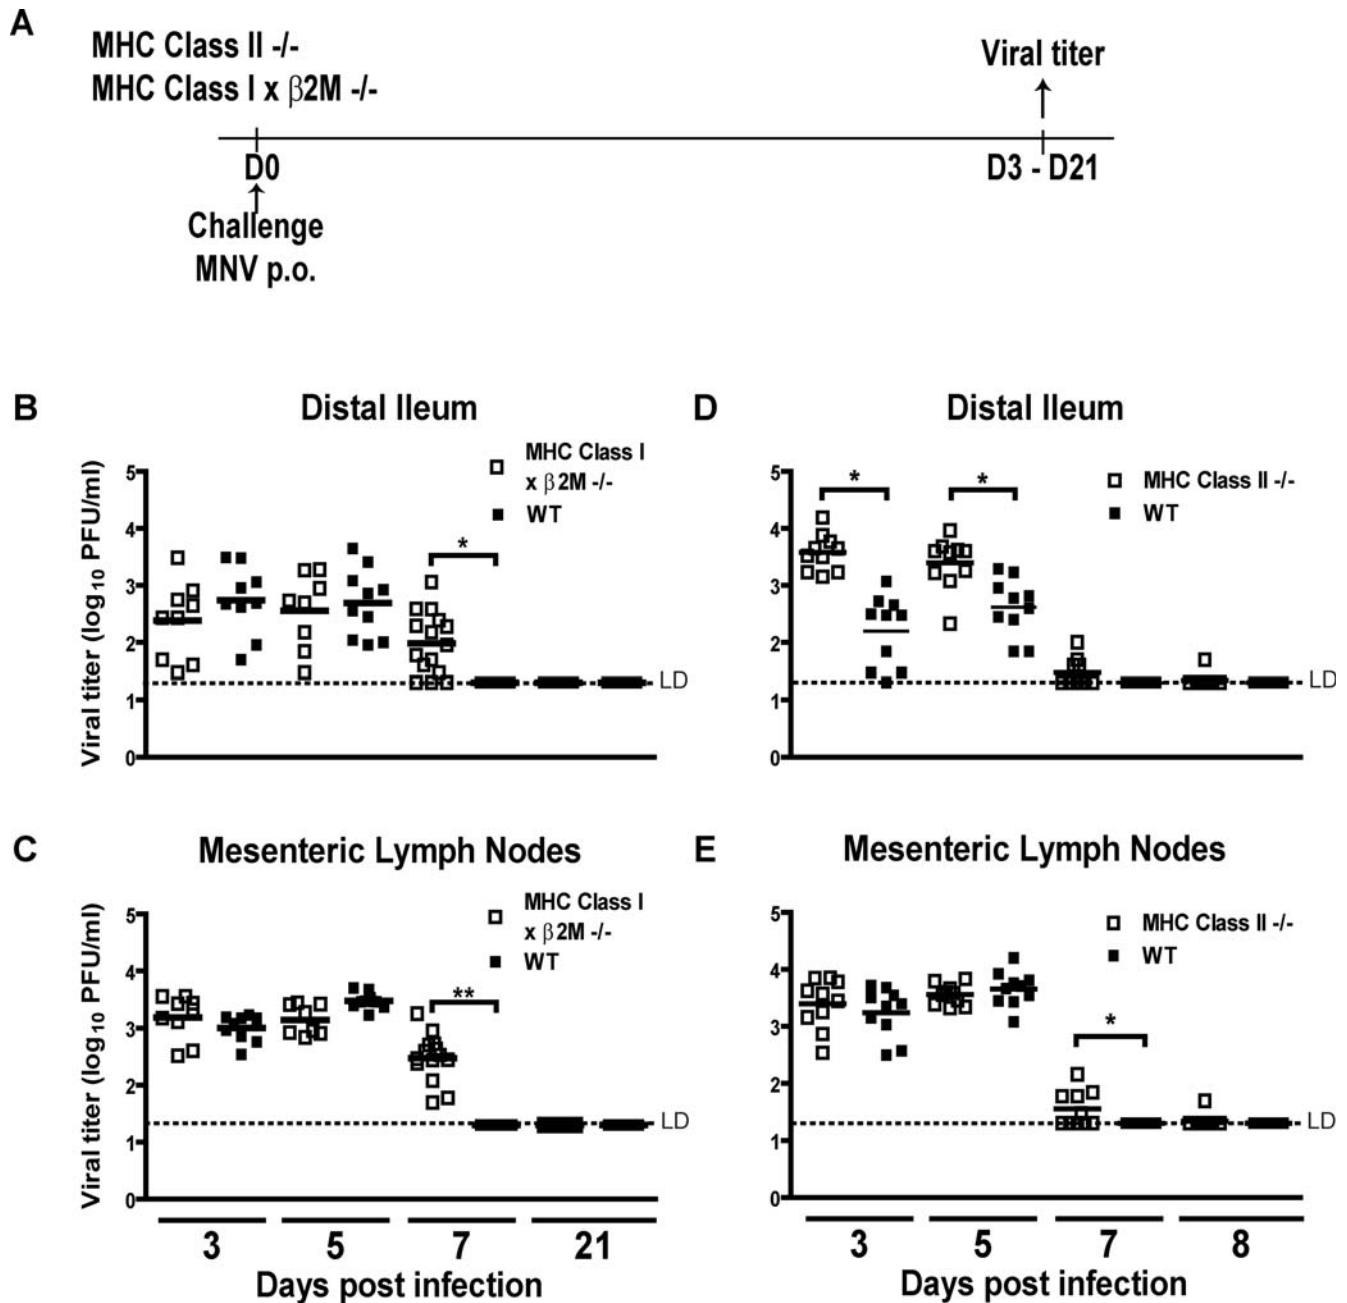 A
MHC Class II -/-
MHC Class I x β2M -/-
Viral titer
D0
D3 - D21
Challenge
MNV p.o.
B
Distal Ileum
MHC Class I
x β2M -/-
WT
Viral titer (log10 PFU/ml)
5
4
3
2
1
0
*
LD
D
Distal Ileum
MHC Class II -/-
WT
5
4
3
2
1
0
*
*
LD
C
Mesenteric Lymph Nodes
MHC Class I
x β2M -/-
WT
Viral titer (log10 PFU/ml)
5
4
3
2
1
0
**
LD
3 5 7 21
Days post infection
E
Mesenteric Lymph Nodes
MHC Class II -/-
WT
5
4
3
2
1
0
*
LD
3 5 7 8
Days post infection